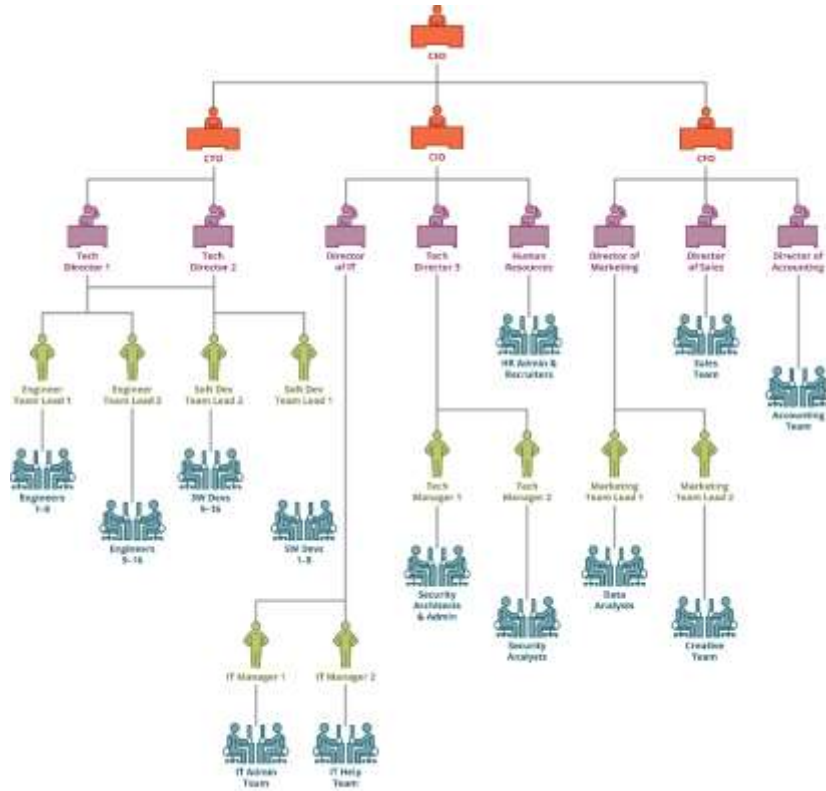 CEO
CTO
CIO
CFO
Tech
Director 1
Tech
Director 2
Director
of IT
Tech
Director 3
Human
Resources
Director of
Marketing
Director
of Sales
Director of
Accounting
HR Admin &
Recruiters
Sales
Team
Engineer
Team Lead 1
Engineer
Team Lead 2
Soft Dev
Team Lead 2
Soft Dev
Team Lead 1
Accounting
Team
Tech
Manager 1
Tech
Manager 2
Marketing
Team Lead 1
Marketing
Team Lead 2
Engineers
1–8
SW Devs
9–16
Engineers
9–16
SW Devs
1–8
Security
Architects
& Admin
Data
Analysts
Security
Analysts
Creative
Team
IT Manager 1
IT Manager 2
IT Admin
Team
IT Help
Team